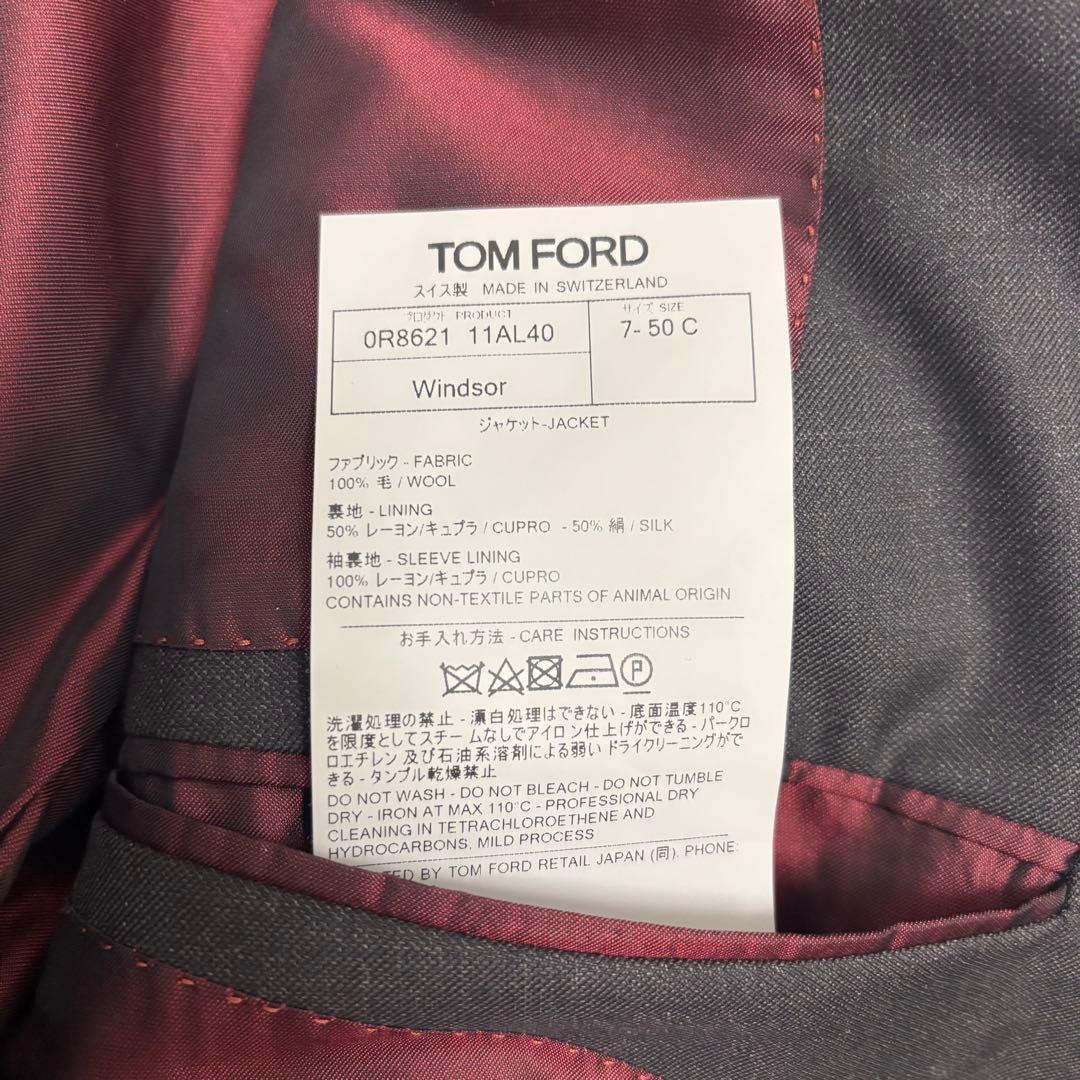 TOM FORD
スイス製 MADE IN SWITZERLAND
プロダクト PRODUCT
サイズ SIZE
0R8621 11AL40
7- 50 C
Windsor
ジャケット-JACKET
ファブリック - FABRIC
100% 毛 / WOOL
裏地 - LINING
50% レーヨン/キュプラ / CUPRO - 50% 絹 / SILK
袖裏地 - SLEEVE LINING
100% レーヨン/キュプラ / CUPRO
CONTAINS NON-TEXTILE PARTS OF ANIMAL ORIGIN
お手入れ方法 - CARE INSTRUCTIONS
P
洗濯処理の禁止 - 漂白処理はできない - 底面温度110°C
を限度としてスチームなしでアイロン仕上げができる - パークロ
ロエチレン 及び石油系溶剤による弱い ドライクリーニングがで
きる - タンブル乾燥禁止
DO NOT WASH - DO NOT BLEACH - DO NOT TUMBLE
DRY - IRON AT MAX 110°C - PROFESSIONAL DRY
CLEANING IN TETRACHLOROETHENE AND
HYDROCARBONS, MILD PROCESS
TED BY TOM FORD RETAIL JAPAN (同), PHONE: